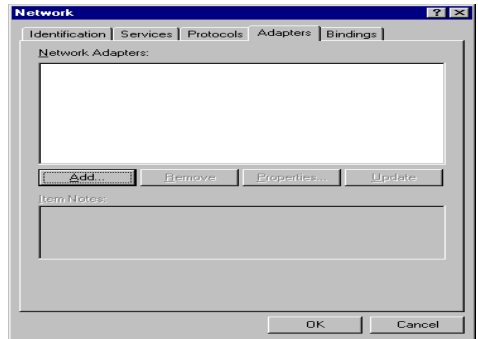 Network
Identification Services Protocols Adapters Bindings
Network Adapters:
Add... Remove Properties... Update
Item Notes:
OK Cancel